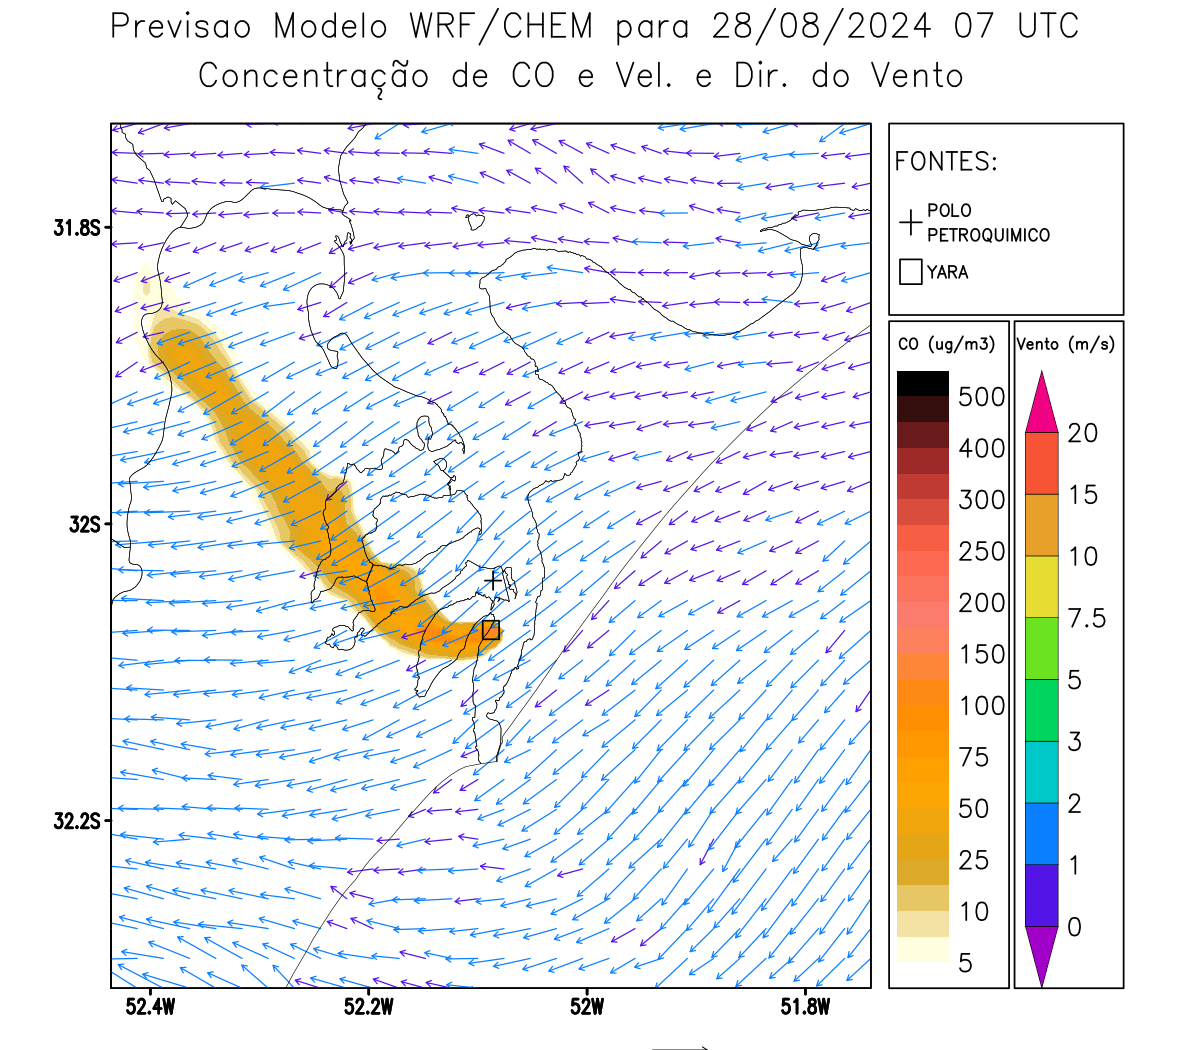 Previsao Modelo WRF/CHEM para 28/08/2024 07 UTC
Concentração de CO e Vel. e Dir. do Vento
FONTES:
POLO
PETROQUIMICO
YARA
31.8S
32S
32.2S
52.4W
52.2W
52W
51.8W
CO (ug/m3)
500
400
300
250
200
150
100
75
50
25
10
5
Vento (m/s)
20
15
10
7.5
5
3
2
1
0